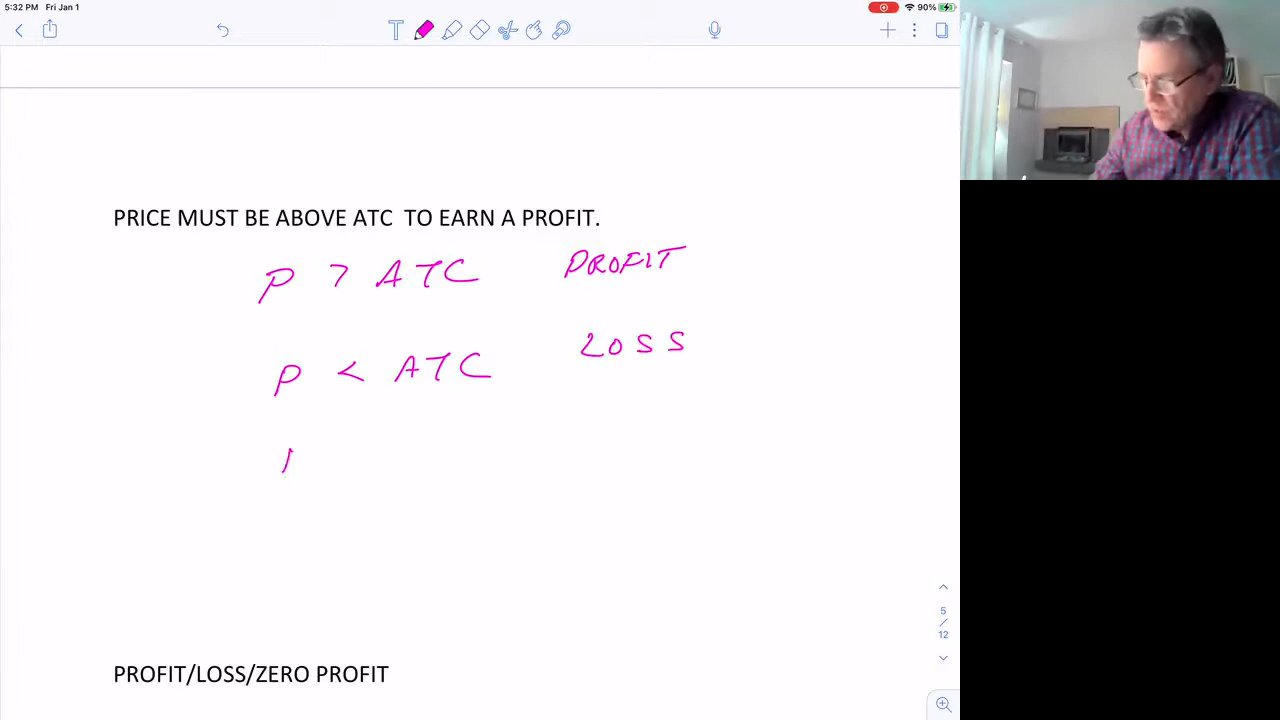 5:32 PM Fri Jan 1
90%
T
PRICE MUST BE ABOVE ATC TO EARN A PROFIT.
P > ATC PROFIT
P < ATC LOSS
5
/
12
PROFIT/LOSS/ZERO PROFIT